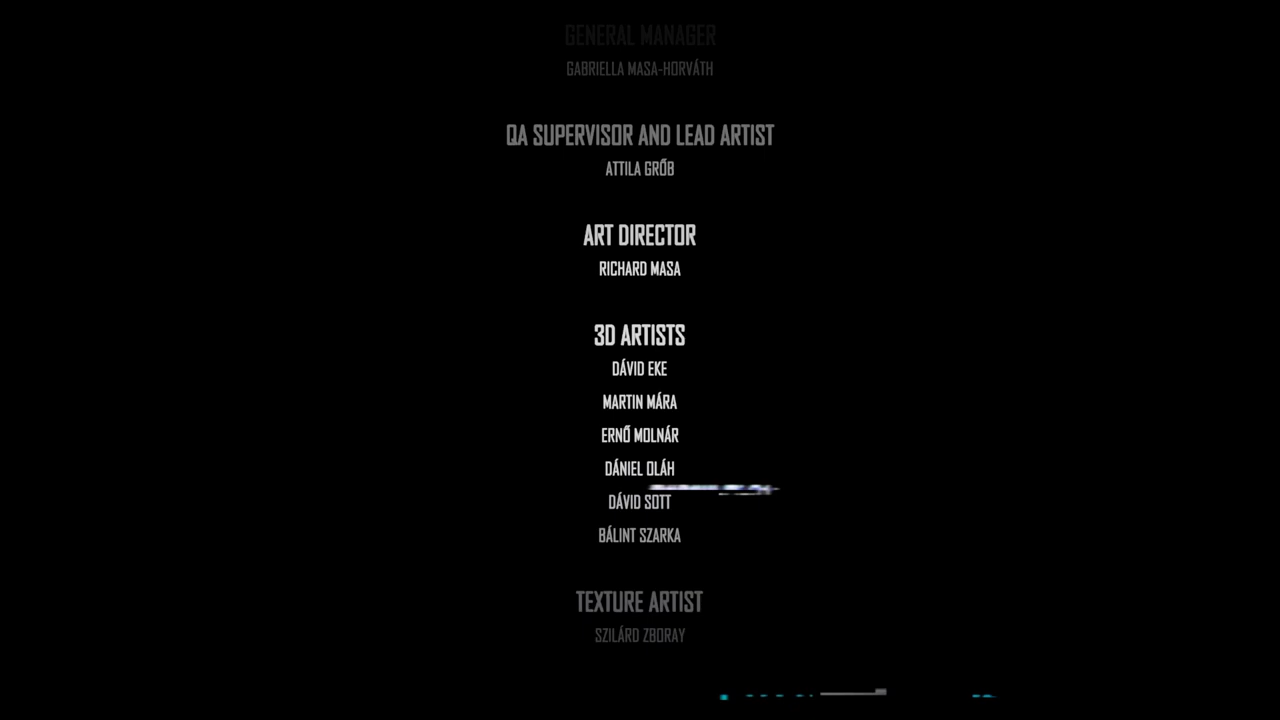 GENERAL MANAGER
GABRIELLA MASA-HORVÁTH
QA SUPERVISOR AND LEAD ARTIST
ATTILA GRŐB
ART DIRECTOR
RICHARD MASA
3D ARTISTS
DÁVID EKE
MARTIN MÁRA
ERNŐ MOLNÁR
DÁNIEL OLÁH
DÁVID SOTT
BÁLINT SZARKA
TEXTURE ARTIST
SZILÁRD ZBORAY